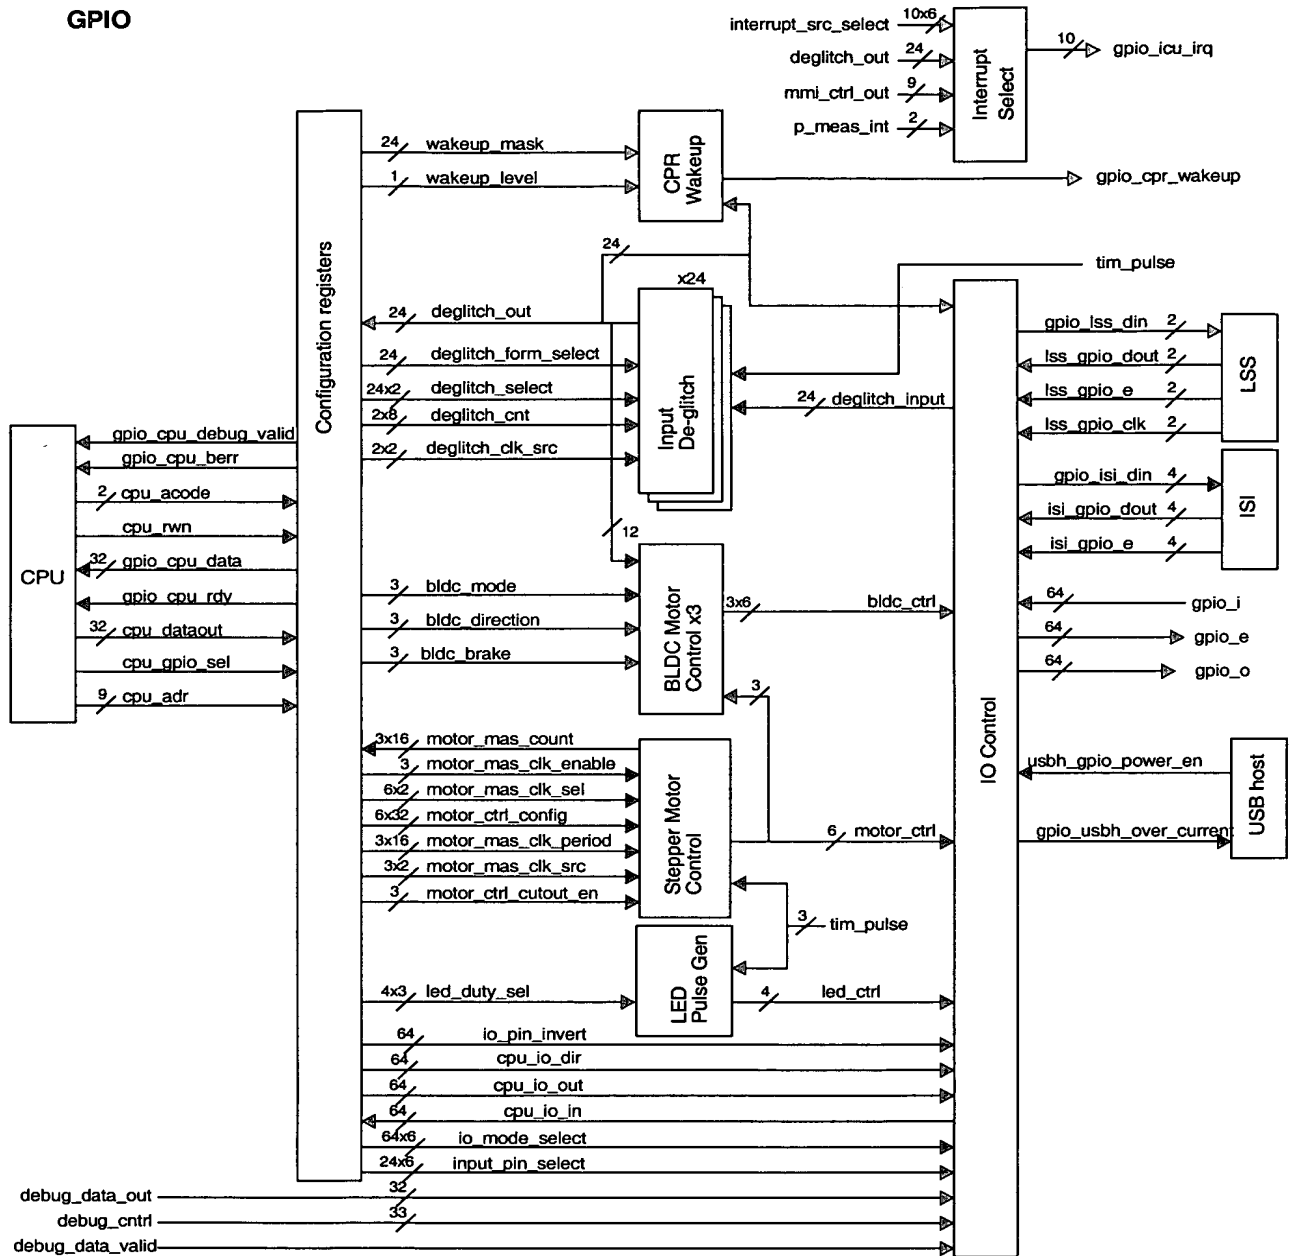 GPIO
interrupt_src_select 10x6
deglitch_out 24
mmi_ctrl_out 9
p_meas_int 2
Interrupt
Select
10 gpio_icu_irq
Configuration registers
24 wakeup_mask
1 wakeup_level
CPR
Wakeup
gpio_cpr_wakeup
24
tim_pulse
x24
24 deglitch_out
24 deglitch_form_select
24x2 deglitch_select
2x8 deglitch_cnt
2x2 deglitch_clk_src
Input
De-glitch
24 deglitch_input
12
CPU
gpio_cpu_debug_valid
gpio_cpu_berr
2 cpu_acode
cpu_rwn
32 gpio_cpu_data
gpio_cpu_rdy
32 cpu_dataout
cpu_gpio_sel
9 cpu_adr
3 bldc_mode
3 bldc_direction
3 bldc_brake
BLDC Motor
Control x3
3x6 bldc_ctrl
3
3x16 motor_mas_count
3 motor_mas_clk_enable
6x2 motor_mas_clk_sel
6x32 motor_ctrl_config
3x16 motor_mas_clk_period
3x2 motor_mas_clk_src
3 motor_ctrl_cutout_en
Stepper Motor
Control
6 motor_ctrl
3 tim_pulse
4x3 led_duty_sel
LED
Pulse Gen
4 led_ctrl
64 io_pin_invert
64 cpu_io_dir
64 cpu_io_out
64 cpu_io_in
64x6 io_mode_select
24x6 input_pin_select
debug_data_out 32
debug_cntrl 33
debug_data_valid
IO Control
gpio_lss_din 2
lss_gpio_dout 2
lss_gpio_e 2
lss_gpio_clk 2
LSS
gpio_isi_din 4
isi_gpio_dout 4
isi_gpio_e 4
ISI
64 gpio_i
64 gpio_e
64 gpio_o
usbh_gpio_power_en
gpio_usbh_over_curren
USB host